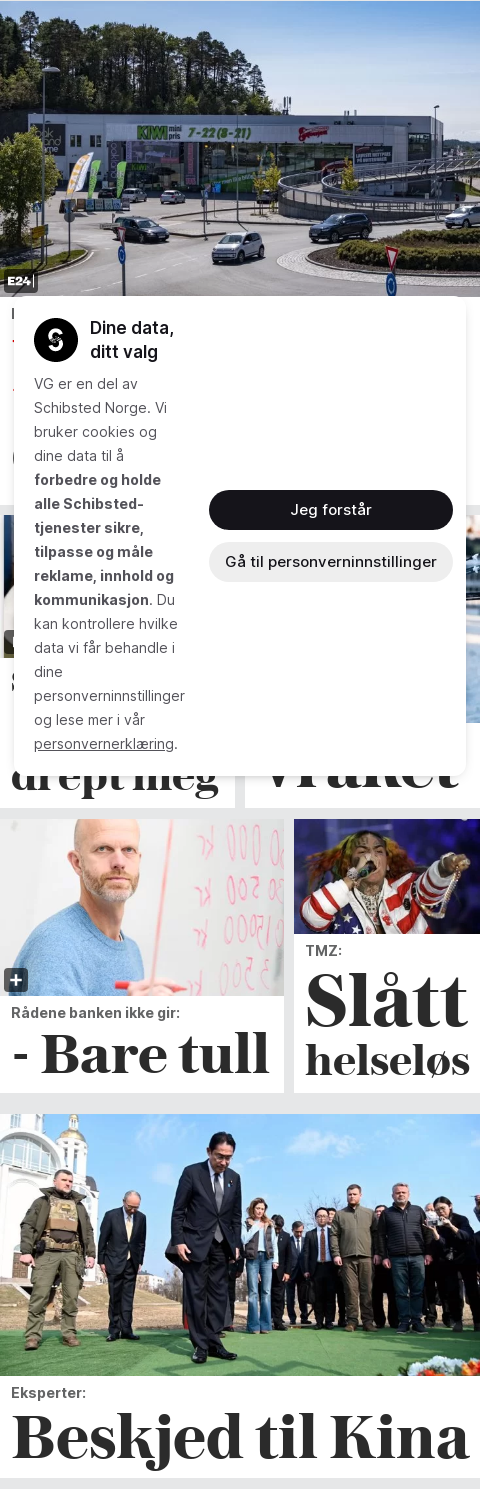 KIWI mini pris 7-22 (8-21)
E24
Dine data,
ditt valg
VG er en del av
Schibsted Norge. Vi
bruker cookies og
dine data til å
forbedre og holde
alle Schibsted-
tjenester sikre,
tilpasse og måle
reklame, innhold og
kommunikasjon. Du
kan kontrollere hvilke
data vi får behandle i
dine
personverninnstillinger
og lese mer i vår
personvernerklæring.
Jeg forstår
Gå til personverninnstillinger
drept meg
vraket
Rådene banken ikke gir:
- Bare tull
TMZ:
Slått
helseløs
Eksperter:
Beskjed til Kina